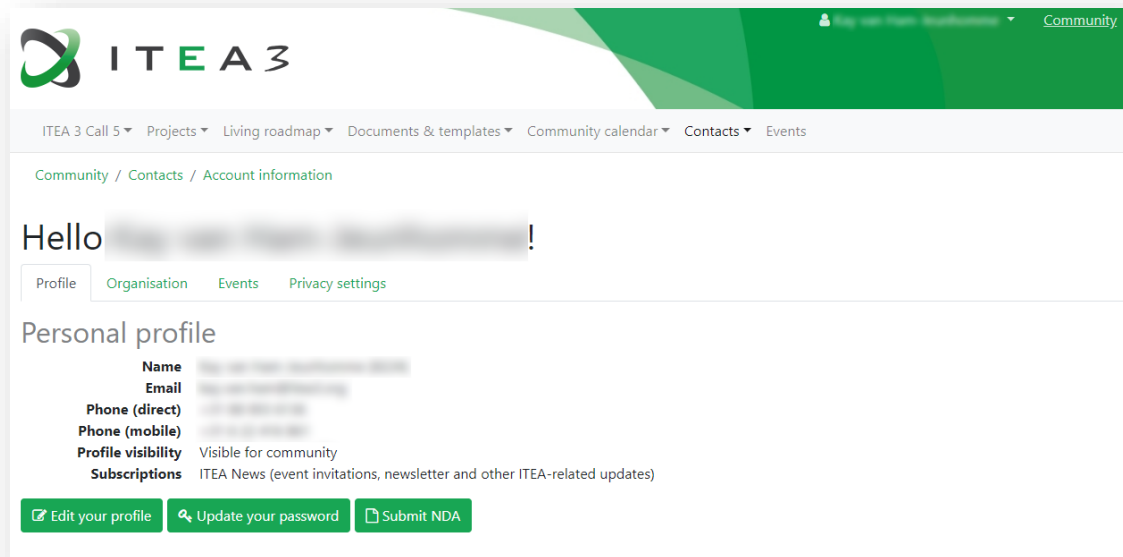 Community
ITEA3
ITEA 3 Call 5 Projects Living roadmap Documents & templates Community calendar Contacts Events
Community / Contacts / Account information
Hello !
Profile Organisation Events Privacy settings
Personal profile
Name
Email
Phone (direct)
Phone (mobile)
Profile visibility Visible for community
Subscriptions ITEA News (event invitations, newsletter and other ITEA-related updates)
Edit your profile Update your password Submit NDA